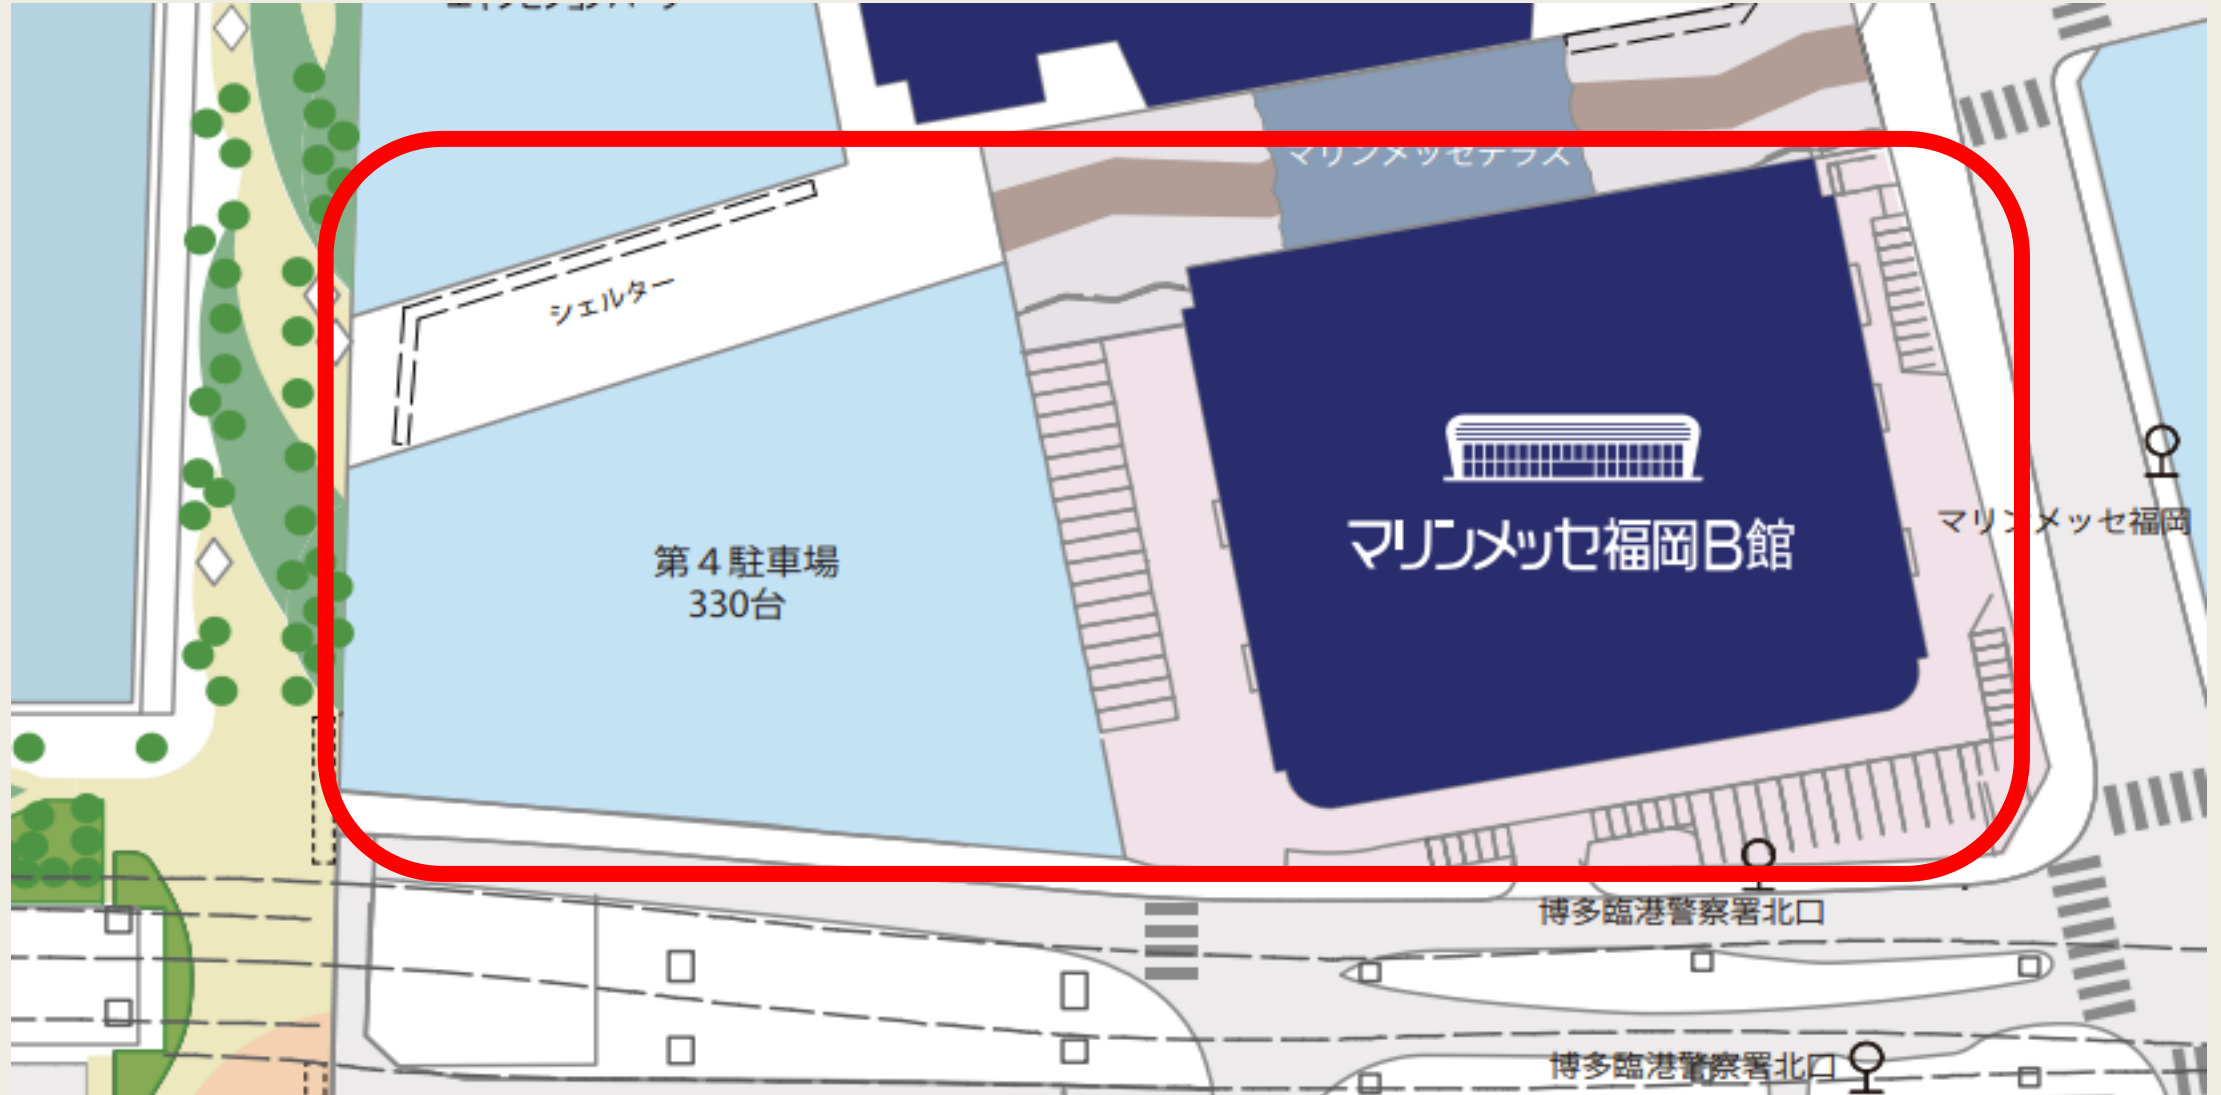 マリンメッセテラス
シェルター
マリンメッセ福岡B館
マリンメッセ福岡
第4駐車場
330台
博多臨港警察署北口
博多臨港警察署北口